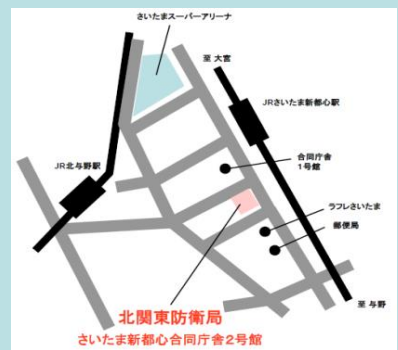 さいたまスーパーアリーナ
至 大宮
JRさいたま新都心駅
JR北与野駅
合同庁舎
1号館
ラフレさいたま
郵便局
至 与野
北関東防衛局
さいたま新都心合同庁舎2号館